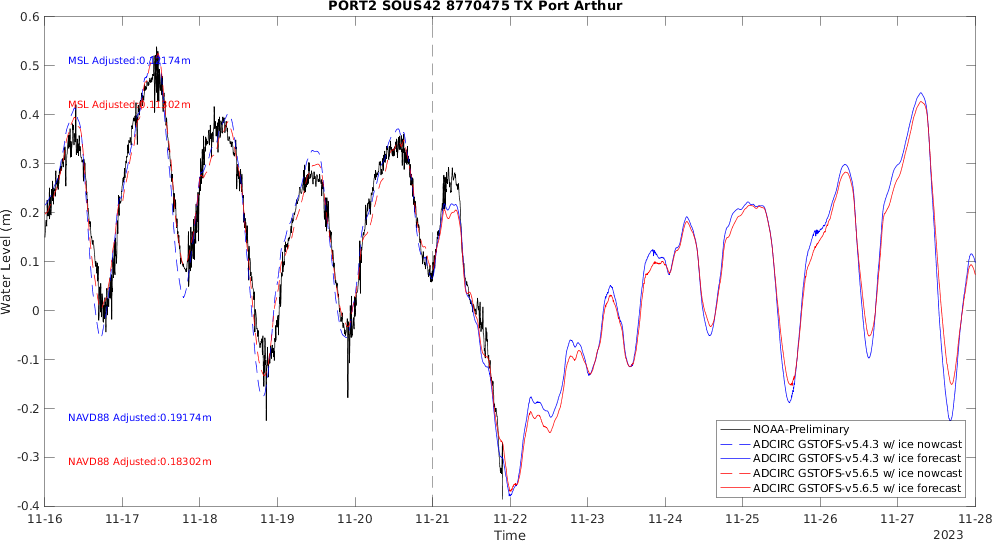 PORT2 SOUS42 8770475 TX Port Arthur
0.6
0.5
0.4
0.3
0.2
0.1
0
-0.1
-0.2
-0.3
-0.4
Water Level (m)
MSL Adjusted:0.12174m
MSL Adjusted:0.11302m
NAVD88 Adjusted:0.19174m
NAVD88 Adjusted:0.18302m
NOAA-Preliminary
ADCIRC GSTOFS-v5.4.3 w/ ice nowcast
ADCIRC GSTOFS-v5.4.3 w/ ice forecast
ADCIRC GSTOFS-v5.6.5 w/ ice nowcast
ADCIRC GSTOFS-v5.6.5 w/ ice forecast
11-16 11-17 11-18 11-19 11-20 11-21 11-22 11-23 11-24 11-25 11-26 11-27 11-28
Time
2023